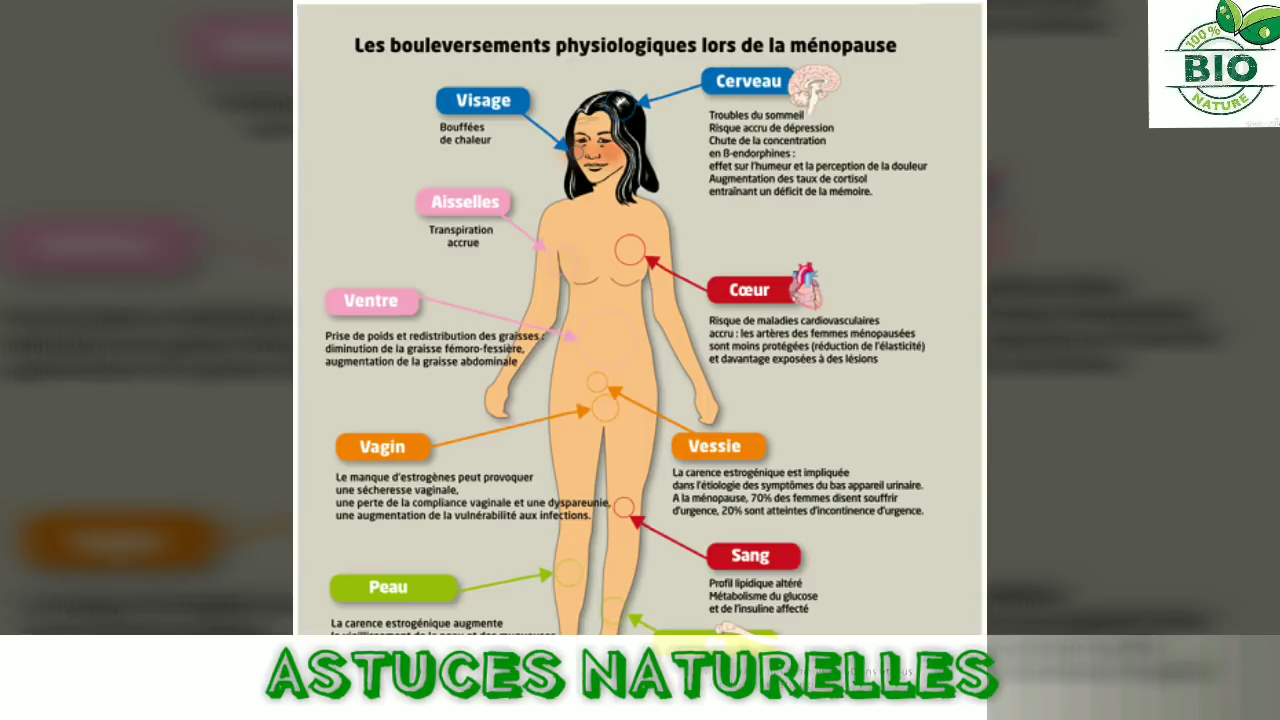 Les bouleversements physiologiques lors de la ménopause
Visage
Bouffées
de chaleur
Cerveau
Troubles du sommeil
Risque accru de dépression
Chute de la concentration
en ß-endorphines :
effet sur l'humeur et la perception de la douleur
Augmentation des taux de cortisol
entraînant un déficit de la mémoire.
Aisselles
Transpiration
accrue
Cœur
Risque de maladies cardiovasculaires
accru : les artères des femmes ménopausées
sont moins protégées (réduction de l'élasticité)
et davantage exposées à des lésions
Ventre
Prise de poids et redistribution des graisses :
diminution de la graisse fémoro-fessière,
augmentation de la graisse abdominale
Vagin
Le manque d'estrogènes peut provoquer
une sécheresse vaginale,
une perte de la compliance vaginale et une dyspareunie,
une augmentation de la vulnérabilité aux infections.
Vessie
La carence estrogénique est impliquée
dans l'étiologie des symptômes du bas appareil urinaire.
A la ménopause, 70% des femmes disent souffrir
d'urgence, 20% sont atteintes d'incontinence d'urgence.
Sang
Profil lipidique altéré
Métabolisme du glucose
et de l'insuline affecté
Peau
La carence estrogénique augmente
100 %
BIO
NATURE
ASTUCES NATURELLES